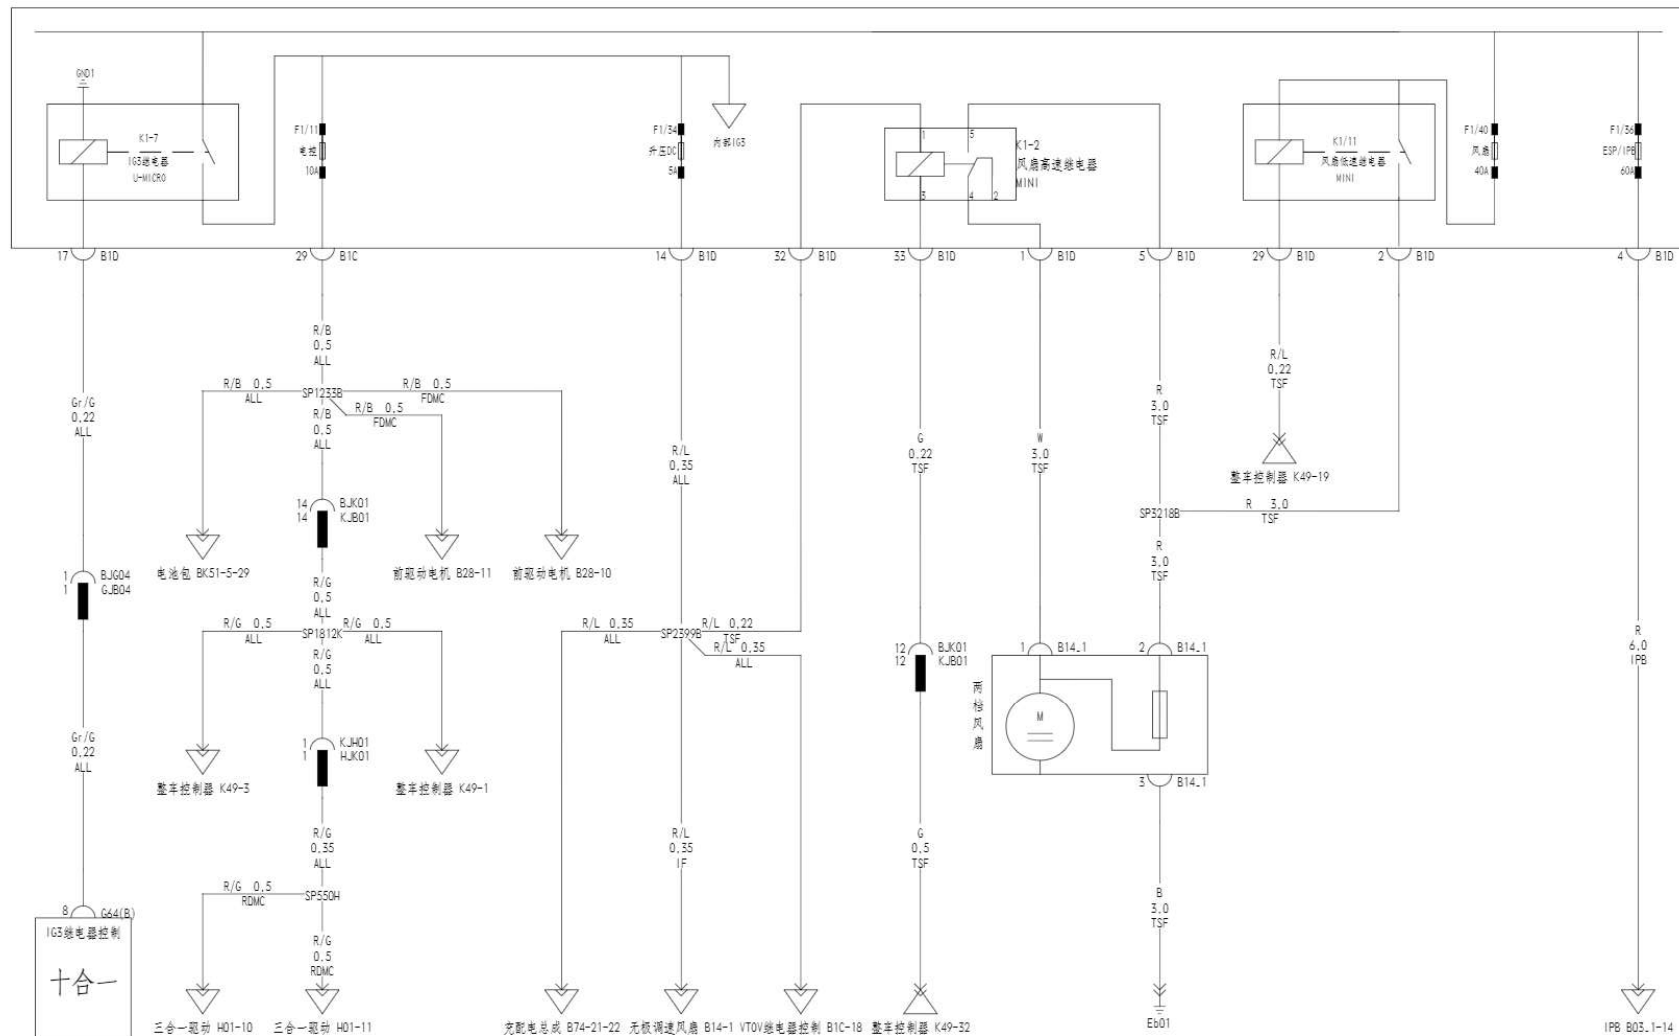 GND1
K1-7
IG3继电器
U-MICRO
F1/11
电控
10A
F1/34
升压DC
5A
内部IG3
1
5
3
4
2
K1-2
风扇高速继电器
MINI
K1/11
风扇低速继电器
MINI
F1/40
风扇
40A
F1/36
ESP/IPB
60A
17 B1D
29 B1C
14 B1D
32 B1D
33 B1D
1 B1D
5 B1D
29 B1D
2 B1D
4 B1D
R/B
0.5
ALL
R/B 0.5
ALL
SP1233B
R/B 0.5
FDMC
R/B 0.5
FDMC
R/B
0.5
ALL
Gr/G
0.22
ALL
R/L
0.35
ALL
G
0.22
TSF
W
3.0
TSF
R
3.0
TSF
R/L
0.22
TSF
整车控制器 K49-19
SP3218B
R 3.0
TSF
R
3.0
TSF
14 BJK01
14 KJB01
电池包 BK51-5-29
前驱动电机 B28-11
前驱动电机 B28-10
1 BJG04
1 GJB04
R/G
0.5
ALL
R/G 0.5
ALL
SP1812K
R/G 0.5
ALL
R/G
0.5
ALL
R/L 0.35
ALL
SP2399B
R/L 0.22
TSF
R/L 0.35
ALL
12 BJK01
12 KJB01
1 B14_1
2 B14_1
两档风扇
M
3 B14_1
R
6.0
IPB
Gr/G
0.22
ALL
1 KJH01
1 HJK01
整车控制器 K49-3
整车控制器 K49-1
R/G
0.35
ALL
R/L
0.35
IF
G
0.5
TSF
B
3.0
TSF
R/G 0.5
RDMC
SP550H
R/G
0.5
RDMC
8 G64(B)
IG3继电器控制
十合一
三合一驱动 H01-10
三合一驱动 H01-11
充配电总成 B74-21-22
无极调速风扇 B14-1
VTOV继电器控制 B1C-18
整车控制器 K49-32
Eb01
IPB B03_1-14